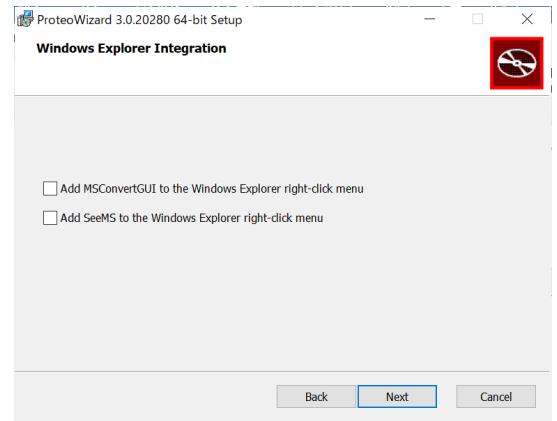 ProteoWizard 3.0.20280 64-bit Setup
Windows Explorer Integration
Add MSConvertGUI to the Windows Explorer right-click menu
Add SeeMS to the Windows Explorer right-click menu
Back Next Cancel